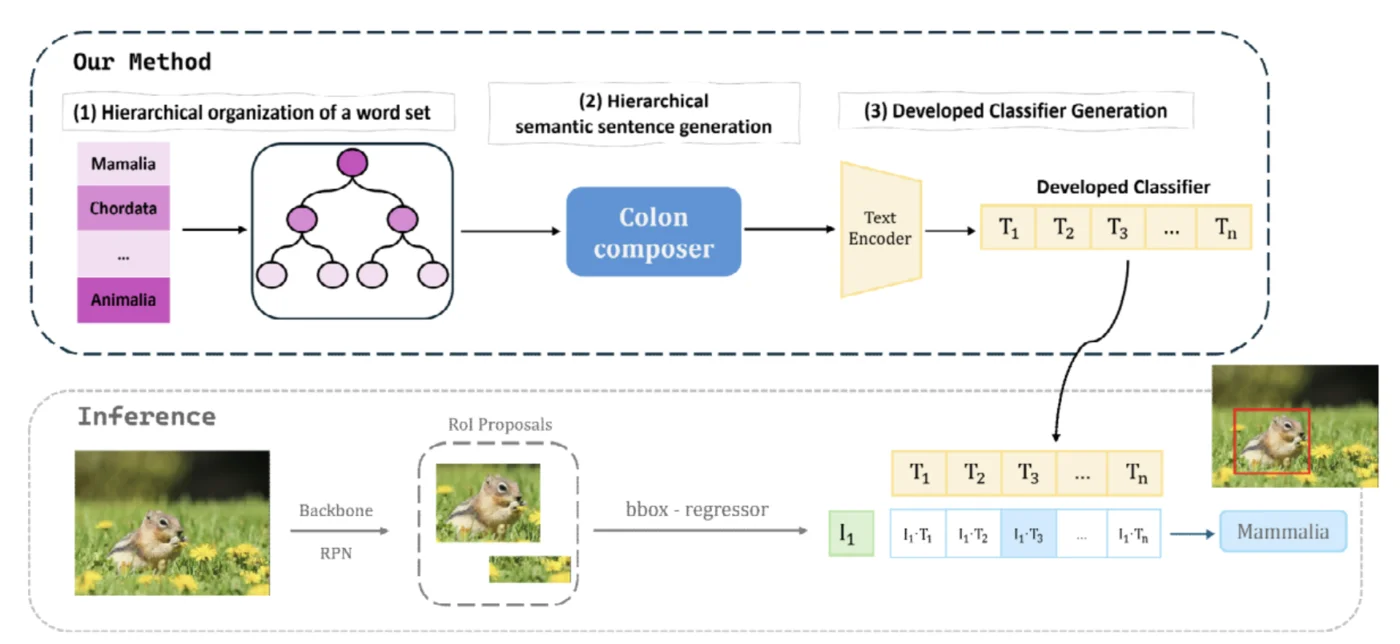 Our Method
(1) Hierarchical organization of a word set
(2) Hierarchical
semantic sentence generation
(3) Developed Classifier Generation
Mamalia
Chordata
...
Animalia
Colon
composer
Text
Encoder
Developed Classifier
T1 T2 T3 ... Tn
Inference
RoI Proposals
Backbone
RPN
bbox - regressor
T1 T2 T3 ... Tn
I1
I1·T1 I1·T2 I1·T3 ... I1·Tn
Mammalia